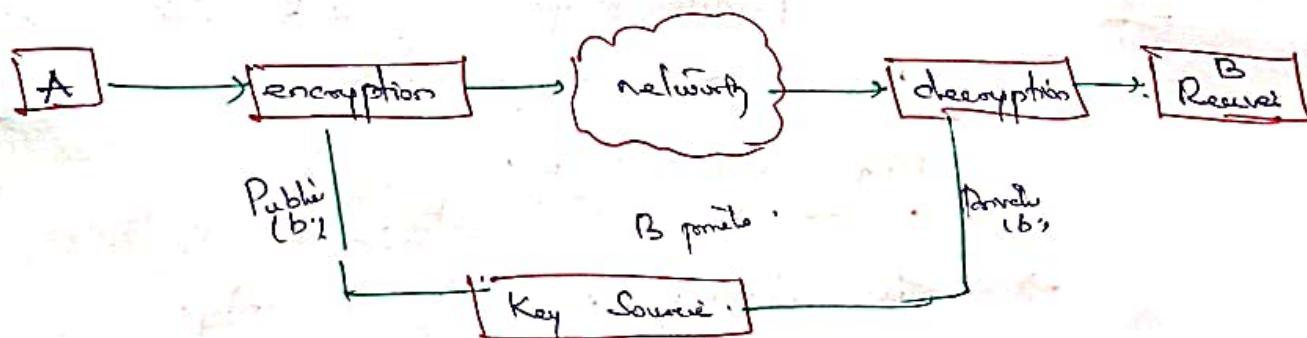 A
encryption
network
decryption
B
Receiver
Public
(b)
B private
Private
(b)
Key Source